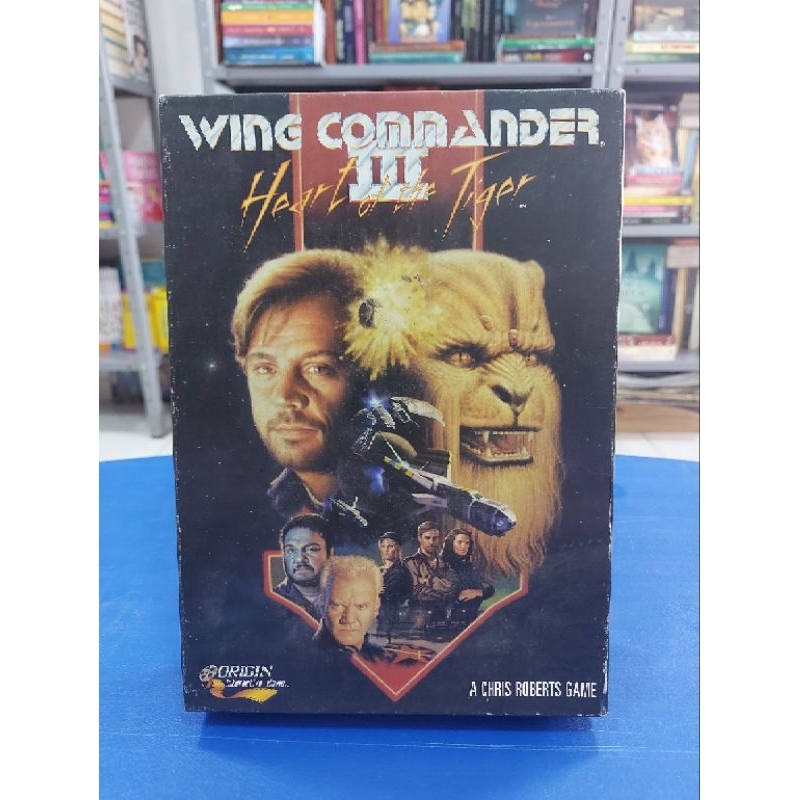 WING COMMANDER
III
Heart of the Tiger
ORIGIN
A CHRIS ROBERTS GAME